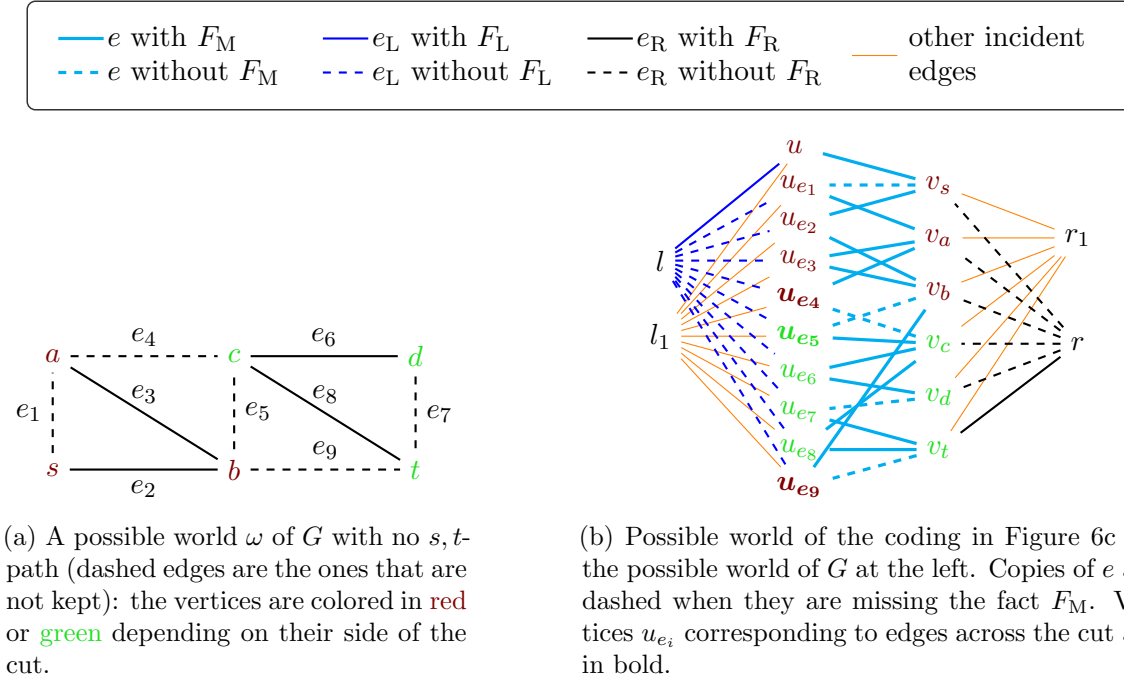 e with F_M e_L with F_L e_R with F_R other incident
e without F_M e_L without F_L e_R without F_R edges
u
u_{e_1} v_s
u_{e_2}
u_{e_3} v_a r_1
l
u_{e_4} v_b
l_1 u_{e_5} v_c r
u_{e_6}
u_{e_7} v_d
u_{e_8} v_t
u_{e_9}
e_4 e_6
a c d
e_1 e_3 e_5 e_8 e_7
e_9
s b t
e_2
(a) A possible world ω of G with no s, t-
path (dashed edges are the ones that are
not kept): the vertices are colored in red
or green depending on their side of the
cut.
(b) Possible world of the coding in Figure 6c
the possible world of G at the left. Copies of e
dashed when they are missing the fact F_M. V
tices u_{e_i} corresponding to edges across the cut
in bold.